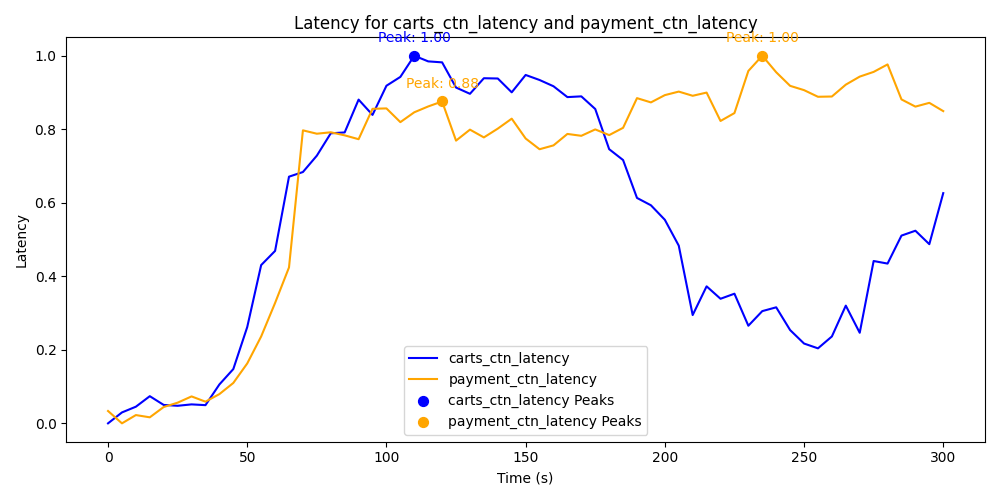 Latency for carts_ctn_latency and payment_ctn_latency
Peak: 1.00
Peak: 1.00
Peak: 0.88
1.0
0.8
0.6
0.4
0.2
0.0
Latency
carts_ctn_latency
payment_ctn_latency
carts_ctn_latency Peaks
payment_ctn_latency Peaks
0
50
100
150
200
250
300
Time (s)